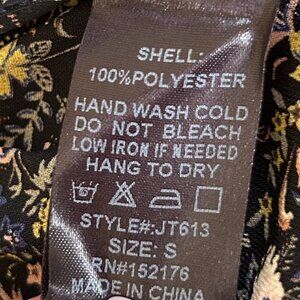 SHELL:
100%POLYESTER
HAND WASH COLD
DO NOT BLEACH
LOW IRON IF NEEDED
HANG TO DRY
STYLE#:JT613
SIZE: S
RN#152176
MADE IN CHINA